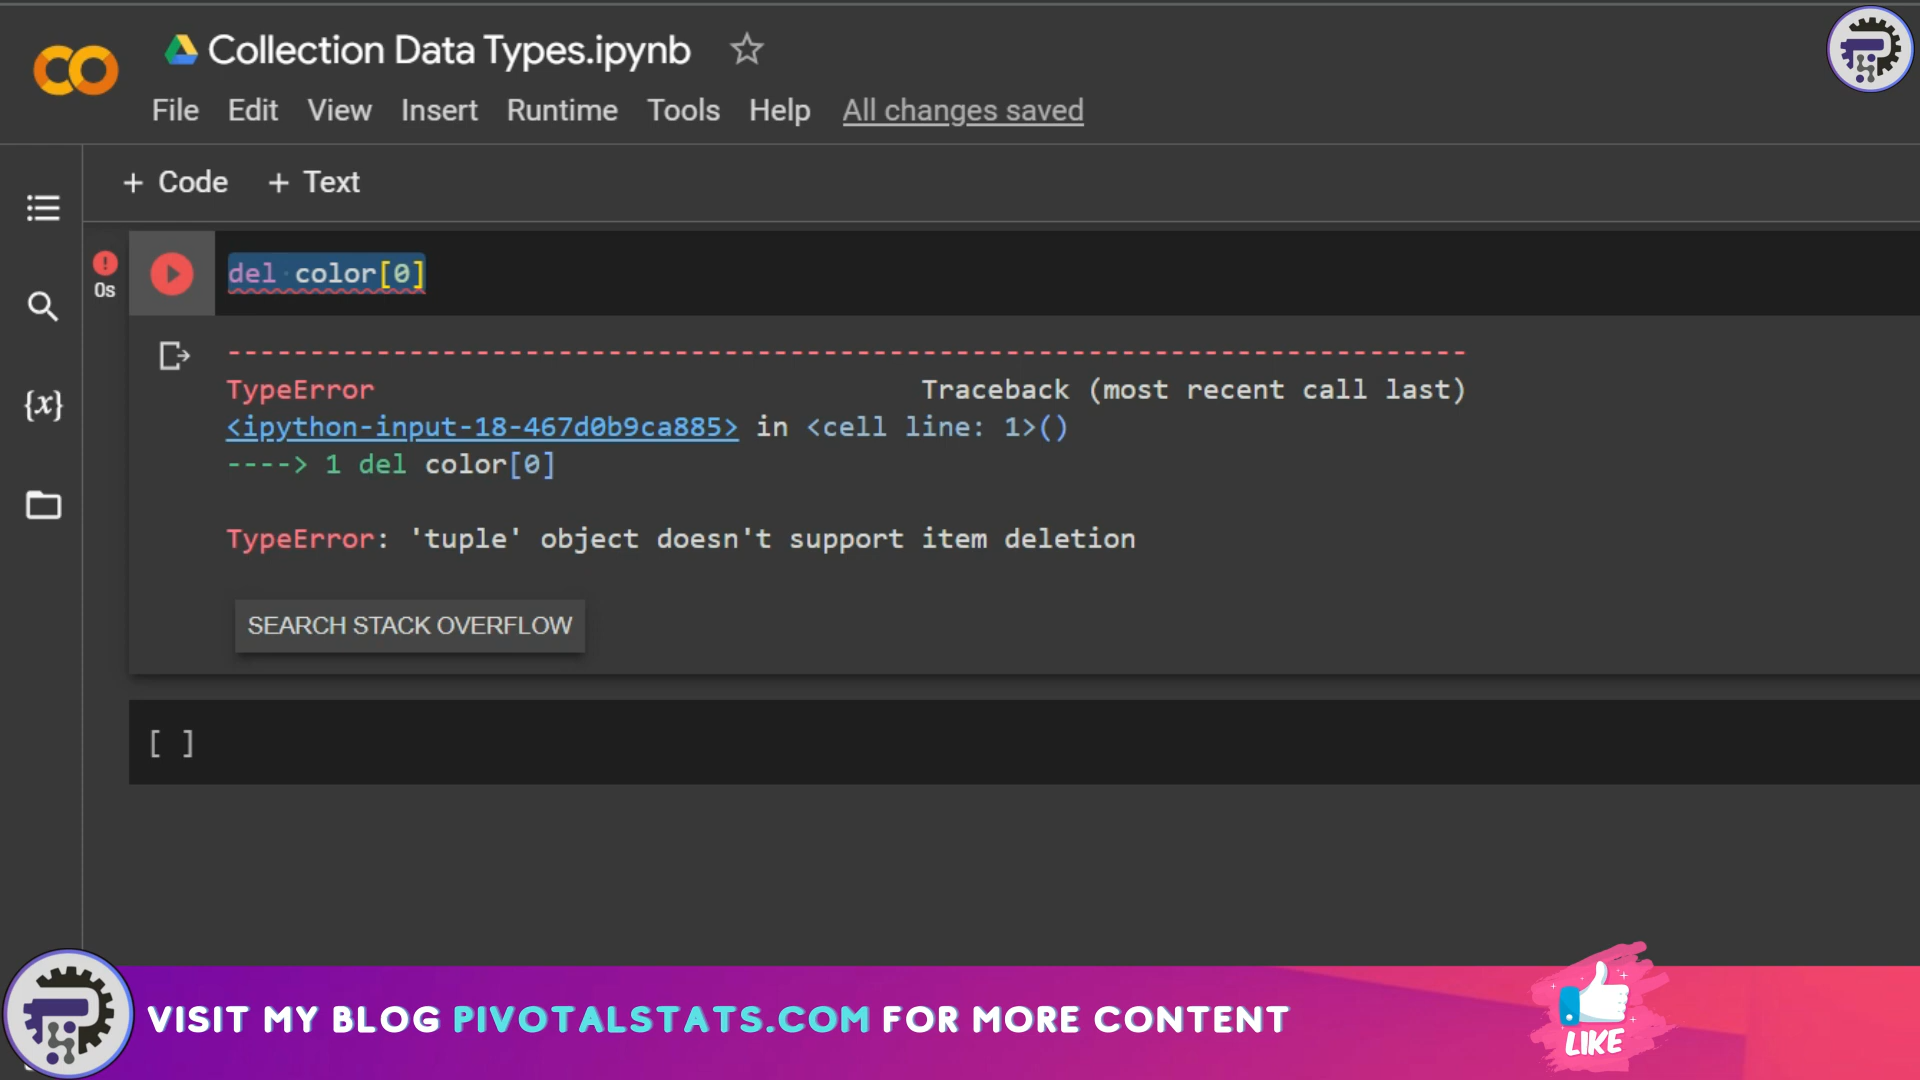 Collection Data Types.ipynb
File Edit View Insert Runtime Tools Help All changes saved
+ Code + Text
del color[0]
0s
---------------------------------------------------------------------------
TypeError Traceback (most recent call last)
<ipython-input-18-467d0b9ca885> in <cell line: 1>()
----> 1 del color[0]
TypeError: 'tuple' object doesn't support item deletion
SEARCH STACK OVERFLOW
[ ]
VISIT MY BLOG PIVOTALSTATS.COM FOR MORE CONTENT
LIKE